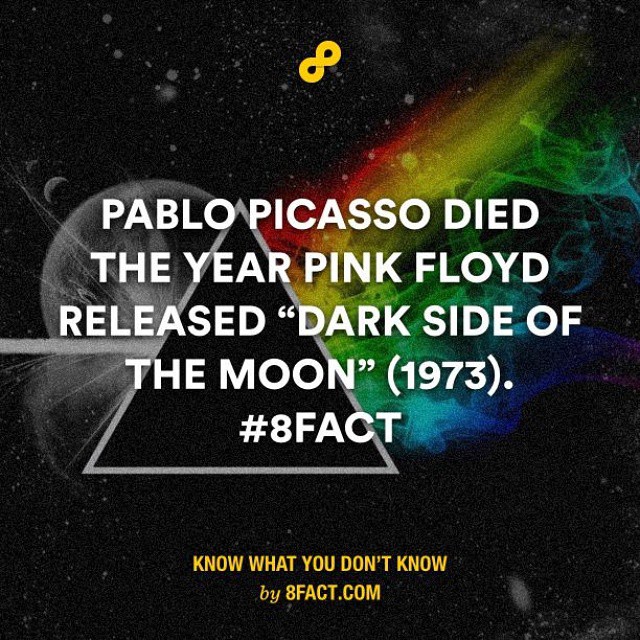 PABLO PICASSO DIED
THE YEAR PINK FLOYD
RELEASED “DARK SIDE OF
THE MOON” (1973).
#8FACT
KNOW WHAT YOU DON'T KNOW
by 8FACT.COM